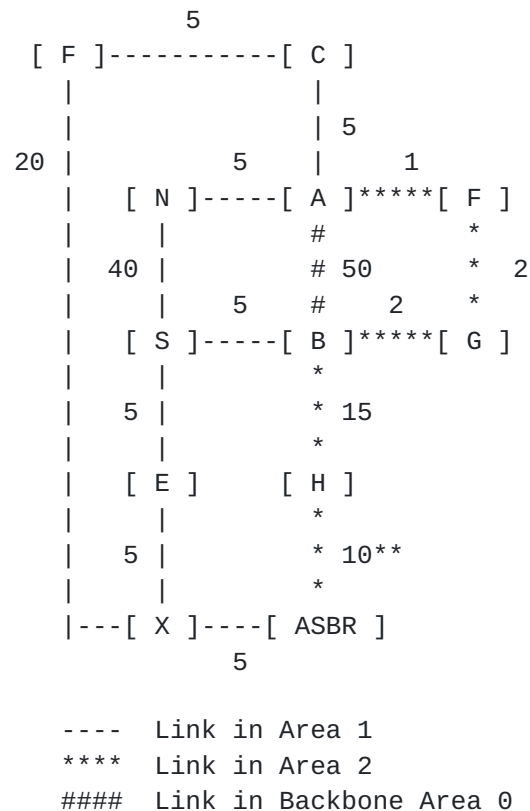 5
   [ F ]-----------[ C ]
     |               |
     |               | 5
  20 |          5    |     1
     |   [ N ]-----[ A ]*****[ F ]
     |     |         #         *
     |  40 |         # 50      *  2
     |     |    5    #    2    *
     |   [ S ]-----[ B ]*****[ G ]
     |     |         *
     |   5 |         * 15
     |     |         *
     |   [ E ]     [ H ]
     |     |         *
     |   5 |         * 10**
     |     |         *
     |---[ X ]----[ ASBR ]
                5

     ----  Link in Area 1
     ****  Link in Area 2
     ####  Link in Backbone Area 0